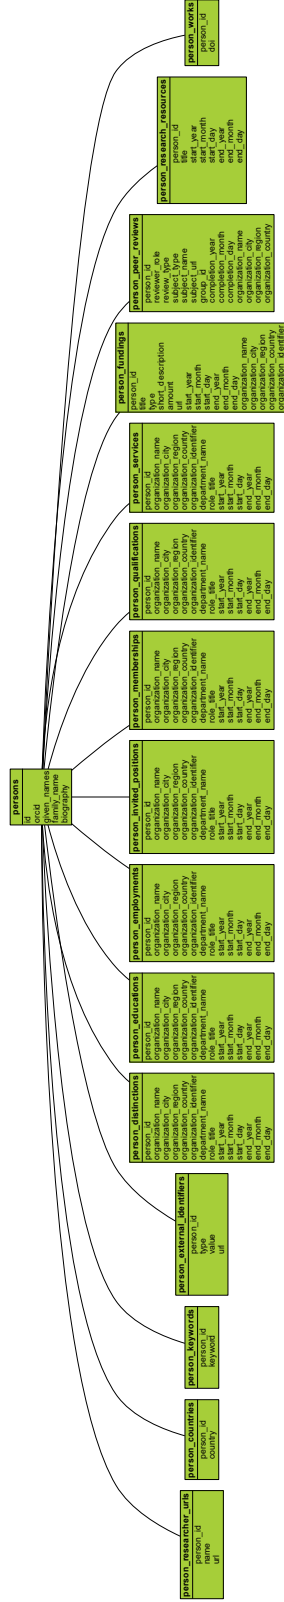 persons
id
orcid
given_names
family_name
biography
person_researcher_urls
person_id
name
url
person_countries
person_id
country
person_keywords
person_id
keyword
person_external_identifiers
person_id
type
value
url
person_distinctions
person_id
organization_name
organization_city
organization_region
organization_country
organization_identifier
department_name
role_title
start_year
start_month
start_day
end_year
end_month
end_day
person_educations
person_id
organization_name
organization_city
organization_region
organization_country
organization_identifier
department_name
role_title
start_year
start_month
start_day
end_year
end_month
end_day
person_employments
person_id
organization_name
organization_city
organization_region
organization_country
organization_identifier
department_name
role_title
start_year
start_month
start_day
end_year
end_month
end_day
person_invited_positions
person_id
organization_name
organization_city
organization_region
organization_country
organization_identifier
department_name
role_title
start_year
start_month
start_day
end_year
end_month
end_day
person_memberships
person_id
organization_name
organization_city
organization_region
organization_country
organization_identifier
department_name
role_title
start_year
start_month
start_day
end_year
end_month
end_day
person_qualifications
person_id
organization_name
organization_city
organization_region
organization_country
organization_identifier
department_name
role_title
start_year
start_month
start_day
end_year
end_month
end_day
person_services
person_id
organization_name
organization_city
organization_region
organization_country
organization_identifier
department_name
role_title
start_year
start_month
start_day
end_year
end_month
end_day
person_fundings
person_id
title
type
short_description
amount
url
start_year
start_month
start_day
end_year
end_month
end_day
organization_name
organization_city
organization_region
organization_country
organization_identifier
person_peer_reviews
person_id
reviewer_role
review_type
subject_type
subject_name
subject_url
group_id
completion_year
completion_month
completion_day
organization_name
organization_city
organization_region
organization_country
person_research_resources
person_id
title
start_year
start_month
start_day
end_year
end_month
end_day
person_works
person_id
doi